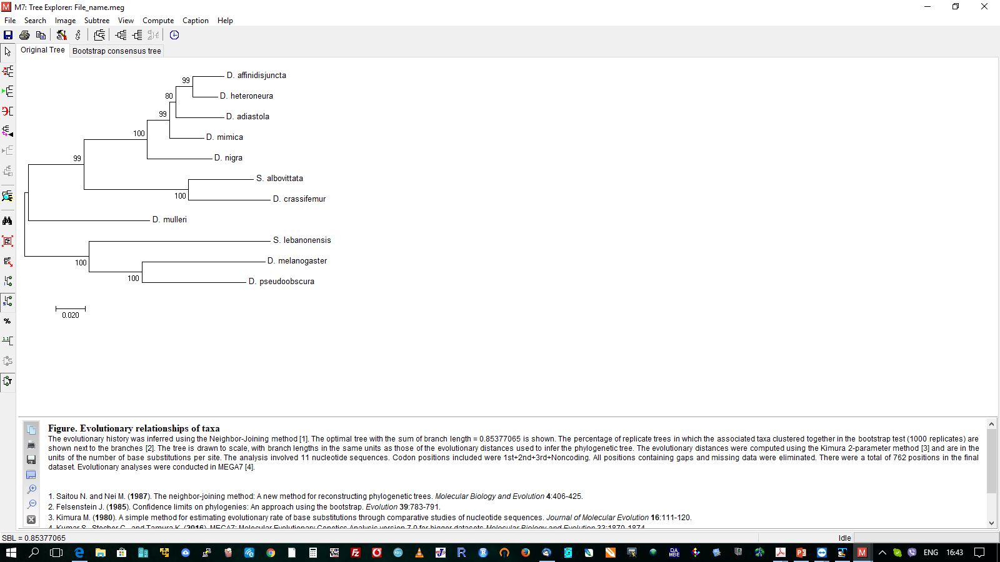 M7: Tree Explorer: File_name.meg
File Search Image Subtree View Compute Caption Help
Original Tree Bootstrap consensus tree
D. affinidisjuncta
99
D. heteroneura
80
99
D. adiastola
100
D. mimica
99
D. nigra
S. albovittata
100
D. crassifemur
D. mulleri
S. lebanonensis
100
D. melanogaster
100
D. pseudoobscura
0.020
Figure. Evolutionary relationships of taxa
The evolutionary history was inferred using the Neighbor-Joining method [1]. The optimal tree with the sum of branch length = 0.85377065 is shown. The percentage of replicate trees in which the associated taxa clustered together in the bootstrap test (1000 replicates) are
shown next to the branches [2]. The tree is drawn to scale, with branch lengths in the same units as those of the evolutionary distances used to infer the phylogenetic tree. The evolutionary distances were computed using the Kimura 2-parameter method [3] and are in the
units of the number of base substitutions per site. The analysis involved 11 nucleotide sequences. Codon positions included were 1st+2nd+3rd+Noncoding. All positions containing gaps and missing data were eliminated. There were a total of 762 positions in the final
dataset. Evolutionary analyses were conducted in MEGA7 [4].
1. Saitou N. and Nei M. (1987). The neighbor-joining method: A new method for reconstructing phylogenetic trees. Molecular Biology and Evolution 4:406-425.
2. Felsenstein J. (1985). Confidence limits on phylogenies: An approach using the bootstrap. Evolution 39:783-791.
3. Kimura M. (1980). A simple method for estimating evolutionary rate of base substitutions through comparative studies of nucleotide sequences. Journal of Molecular Evolution 16:111-120.
4. Kumar S., Stecher G., and Tamura K. (2016). MEGA7: Molecular Evolutionary Genetics Analysis version 7.0 for bigger datasets. Molecular Biology and Evolution 33:1870-1874.
SBL = 0.85377065 Idle
ENG 16:43